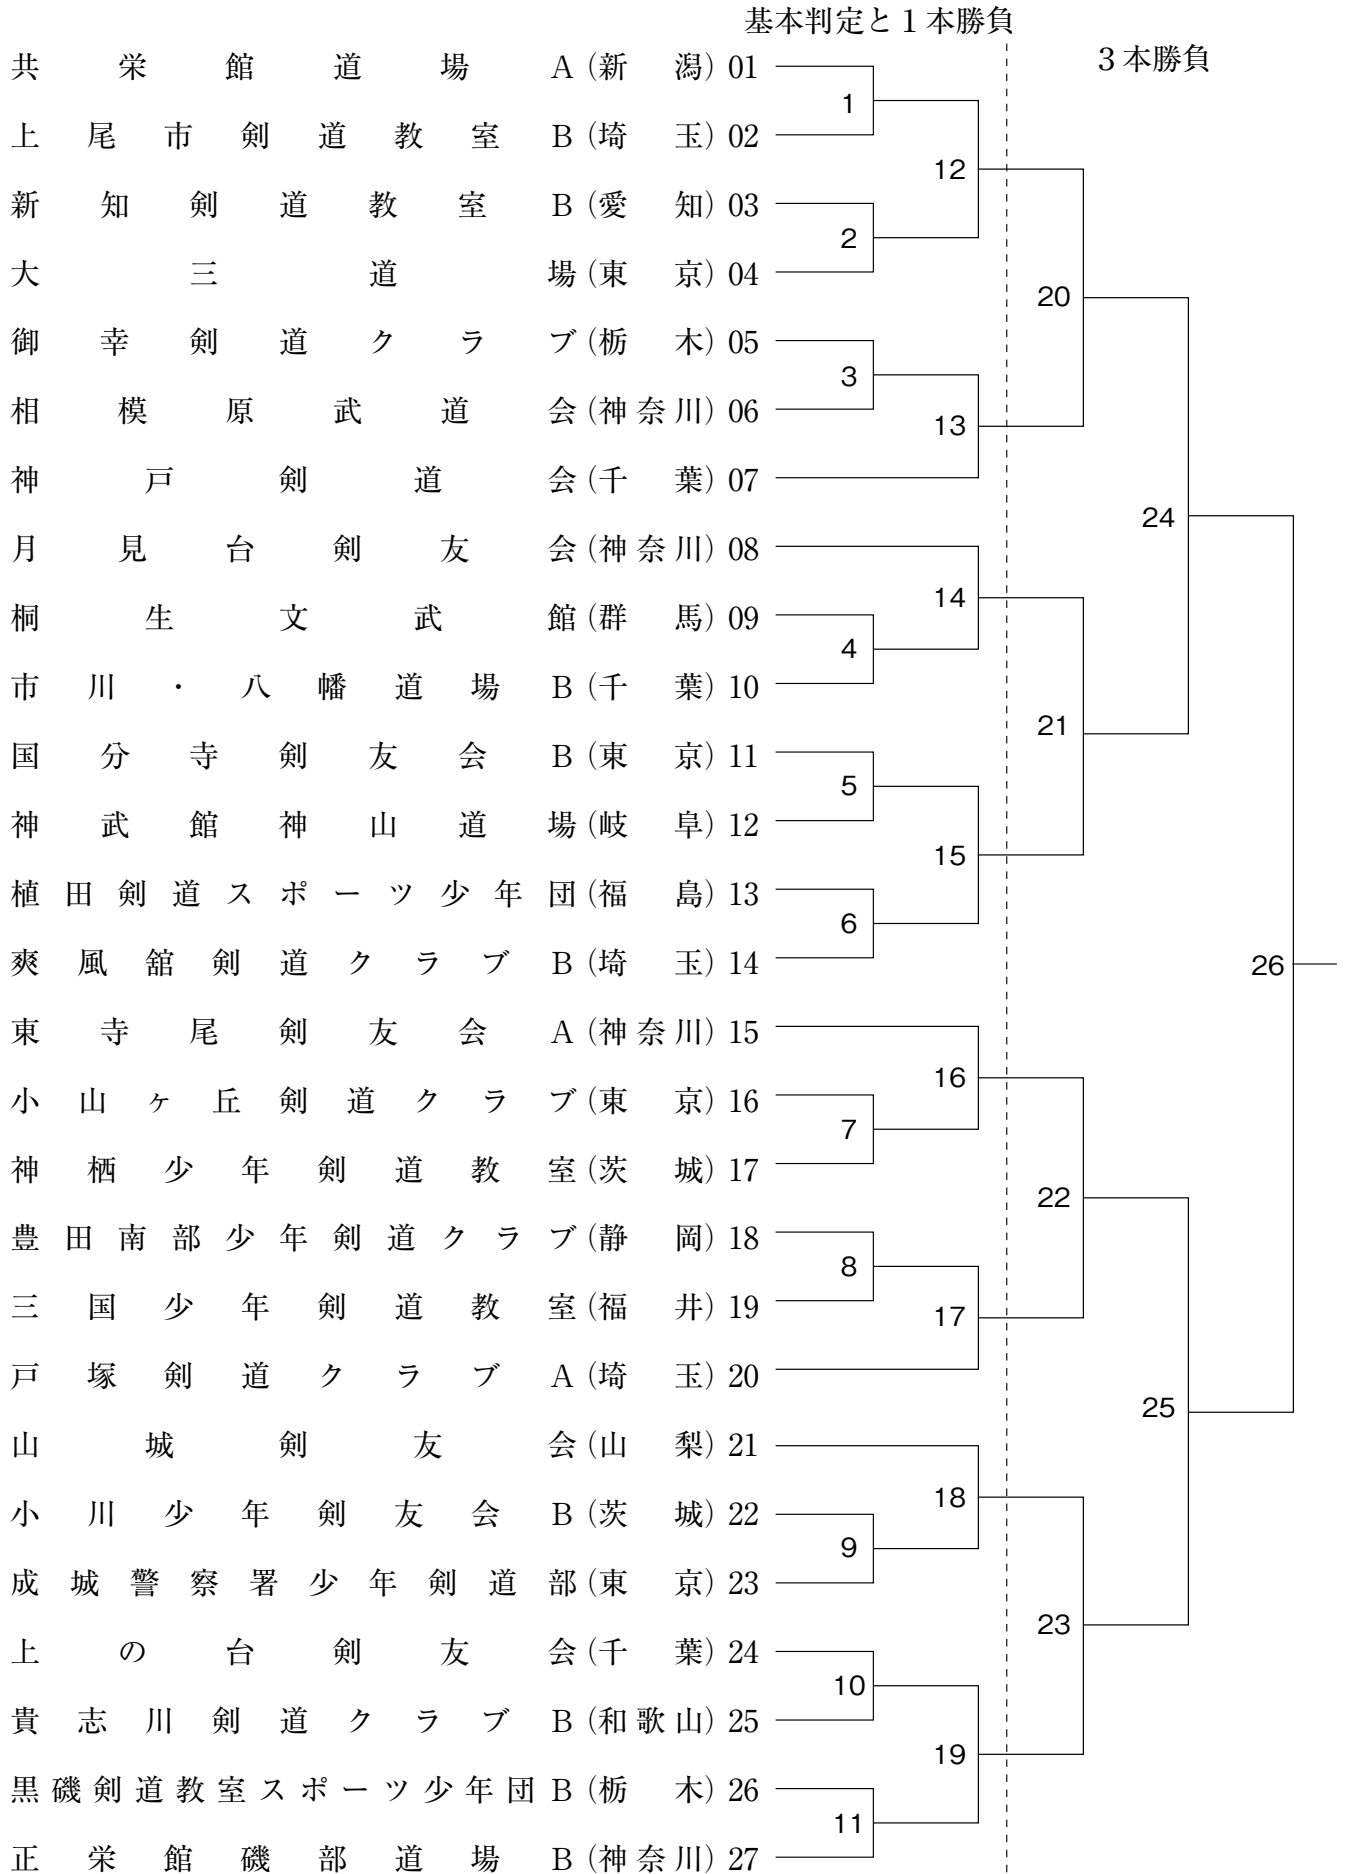 基本判定と１本勝負
３本勝負
共栄館道場A(新潟)01
上尾市剣道教室B(埼玉)02
新知剣道教室B(愛知)03
大三道場(東京)04
御幸剣道クラブ(栃木)05
相模原武道会(神奈川)06
神戸剣道会(千葉)07
月見台剣友会(神奈川)08
桐生文武館(群馬)09
市川・八幡道場B(千葉)10
国分寺剣友会B(東京)11
神武館神山道場(岐阜)12
植田剣道スポーツ少年団(福島)13
爽風舘剣道クラブB(埼玉)14
東寺尾剣友会A(神奈川)15
小山ヶ丘剣道クラブ(東京)16
神栖少年剣道教室(茨城)17
豊田南部少年剣道クラブ(静岡)18
三国少年剣道教室(福井)19
戸塚剣道クラブA(埼玉)20
山城剣友会(山梨)21
小川少年剣友会B(茨城)22
成城警察署少年剣道部(東京)23
上の台剣友会(千葉)24
貴志川剣道クラブB(和歌山)25
黒磯剣道教室スポーツ少年団B(栃木)26
正栄館磯部道場B(神奈川)27
1
2
3
4
5
6
7
8
9
10
11
12
13
14
15
16
17
18
19
20
21
22
23
24
25
26